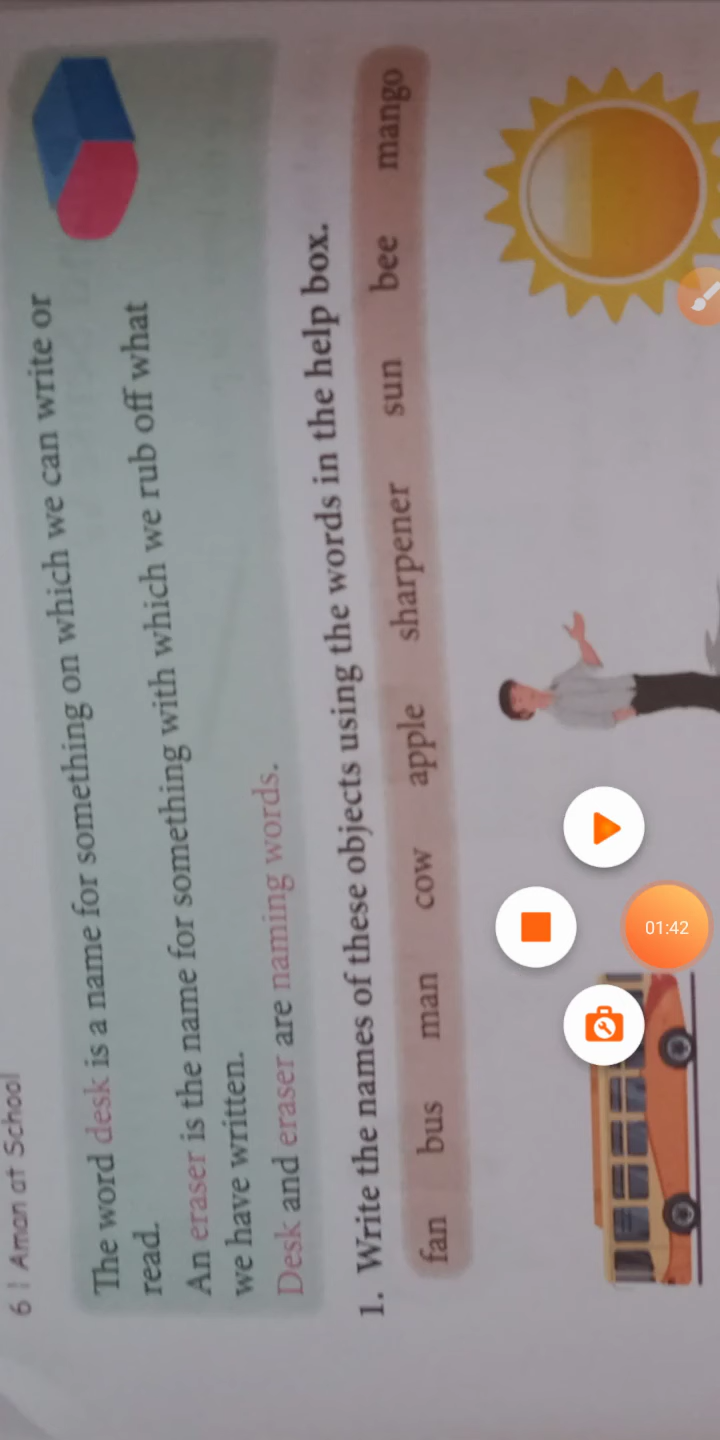 6 | Aman at School
The word desk is a name for something on which we can write or
read.
An eraser is the name for something with which we rub off what
we have written.
Desk and eraser are naming words.
1. Write the names of these objects using the words in the help box.
fan bus man cow apple sharpener sun bee mango
01:42